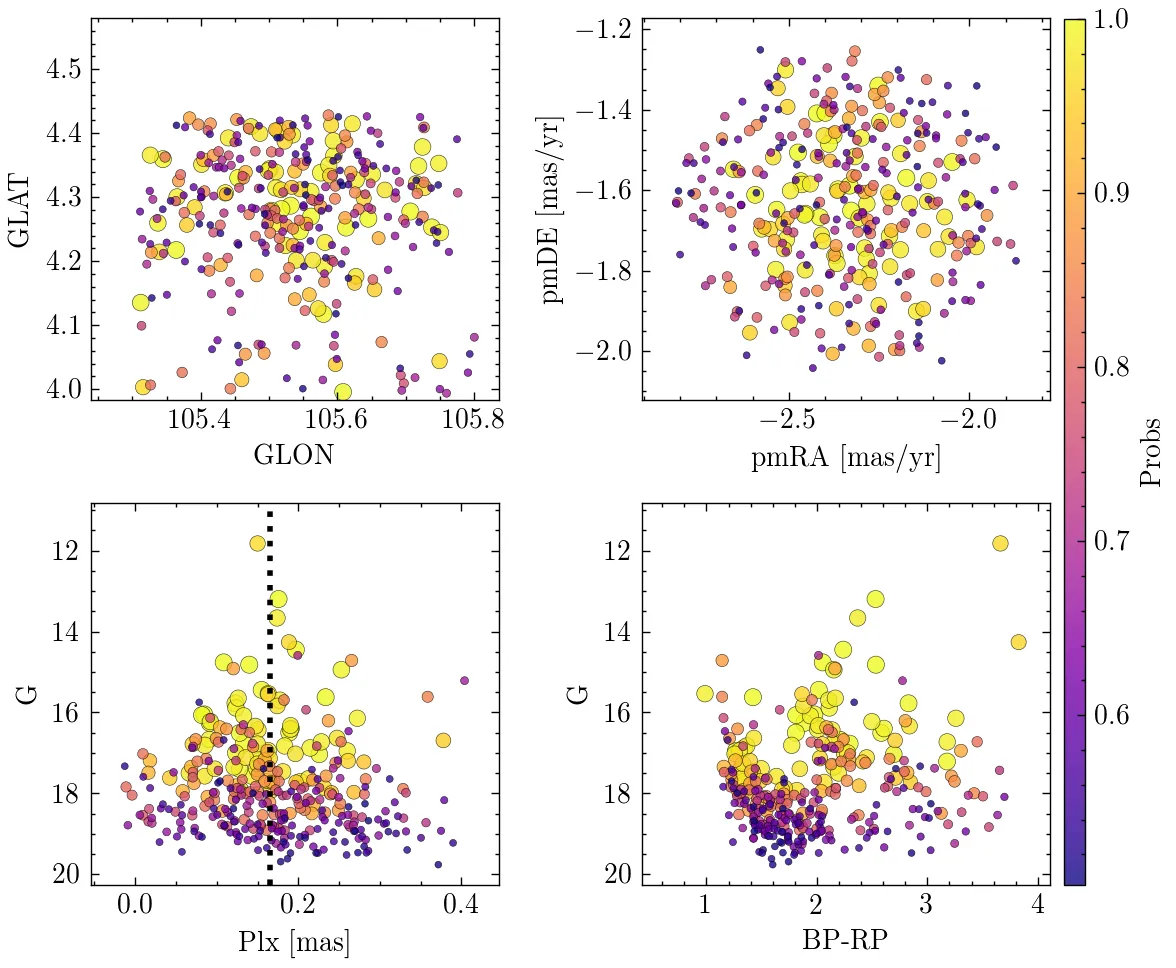 4.5
4.4
4.3
4.2
4.1
4.0
GLAT
105.4 105.6 105.8
GLON
−1.2
−1.4
−1.6
−1.8
−2.0
pmDE [mas/yr]
−2.5 −2.0
pmRA [mas/yr]
12
14
16
18
20
G
0.0 0.2 0.4
Plx [mas]
12
14
16
18
20
G
1 2 3 4
BP-RP
1.0
0.9
0.8
0.7
0.6
Probs